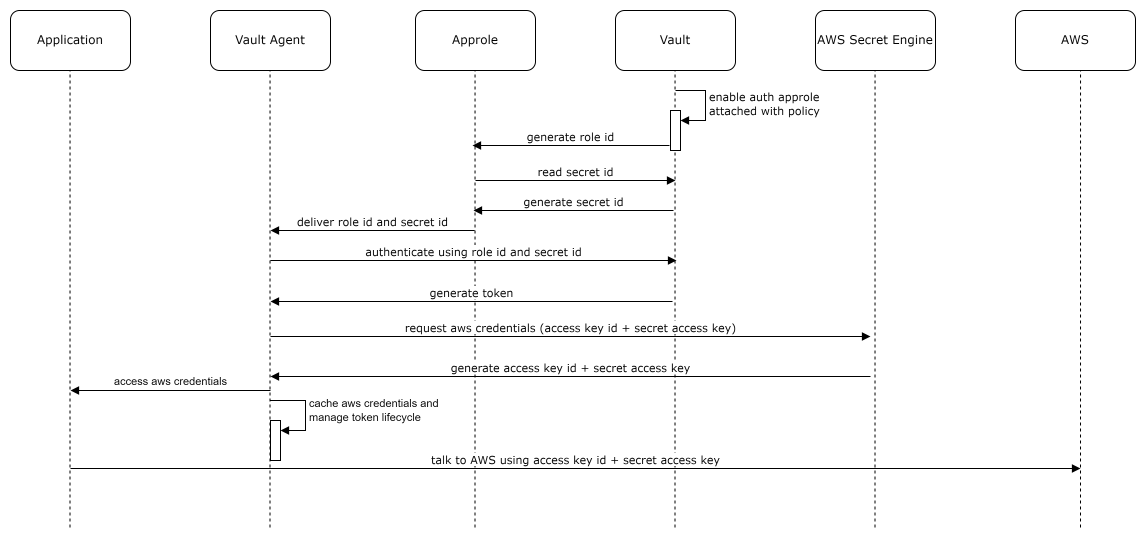 Application
Vault Agent
Approle
Vault
AWS Secret Engine
AWS
enable auth approle
attached with policy
generate role id
read secret id
generate secret id
deliver role id and secret id
authenticate using role id and secret id
generate token
request aws credentials (access key id + secret access key)
generate access key id + secret access key
access aws credentials
cache aws credentials and
manage token lifecycle
talk to AWS using access key id + secret access key